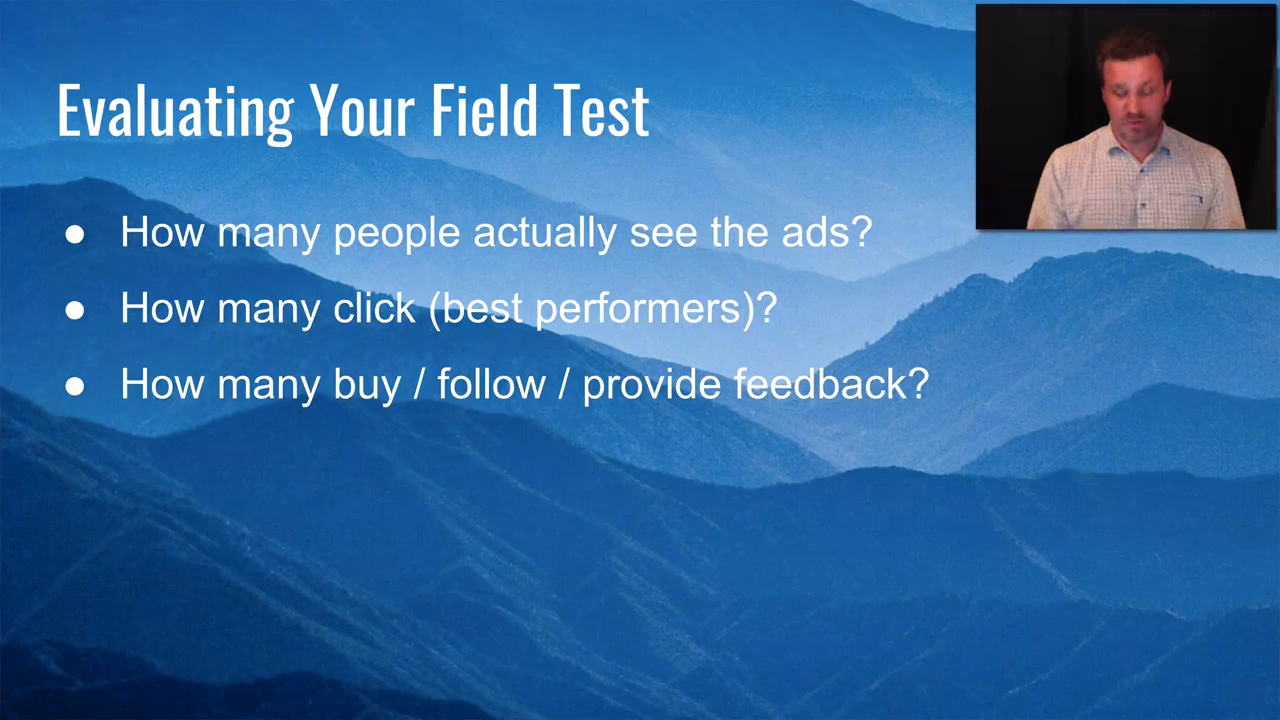 Evaluating Your Field Test
● How many people actually see the ads?
● How many click (best performers)?
● How many buy / follow / provide feedback?